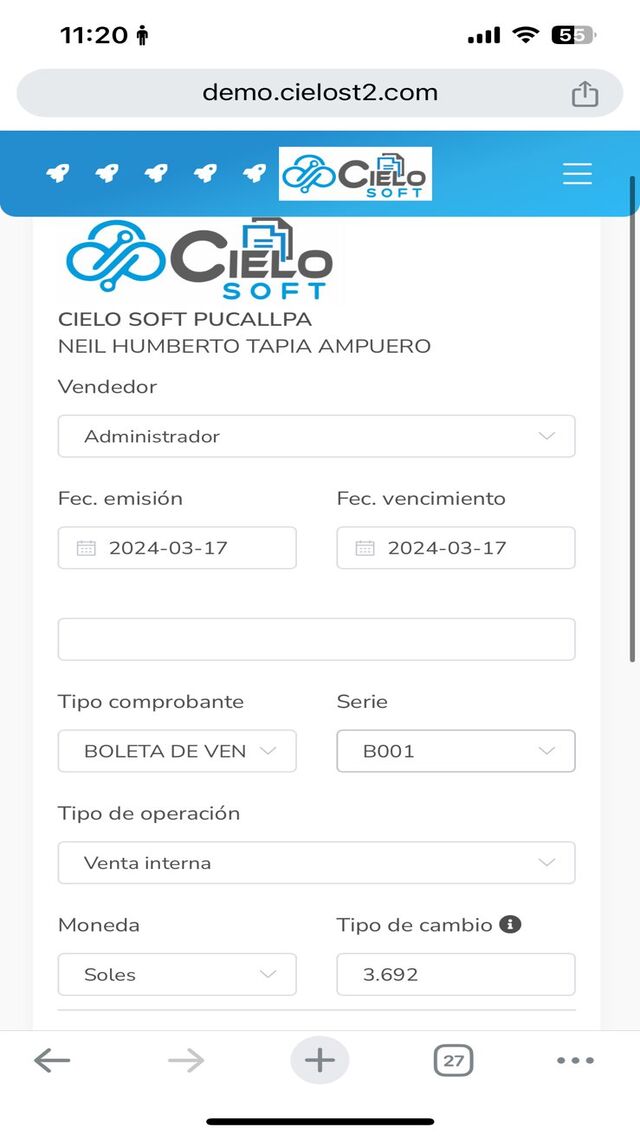 11:20
55
demo.cielost2.com
CIELO
SOFT
CIELO
SOFT
CIELO SOFT PUCALLPA
NEIL HUMBERTO TAPIA AMPUERO
Vendedor
Administrador
Fec. emisión Fec. vencimiento
2024-03-17 2024-03-17
Tipo comprobante Serie
BOLETA DE VEN B001
Tipo de operación
Venta interna
Moneda Tipo de cambio
Soles 3.692
27